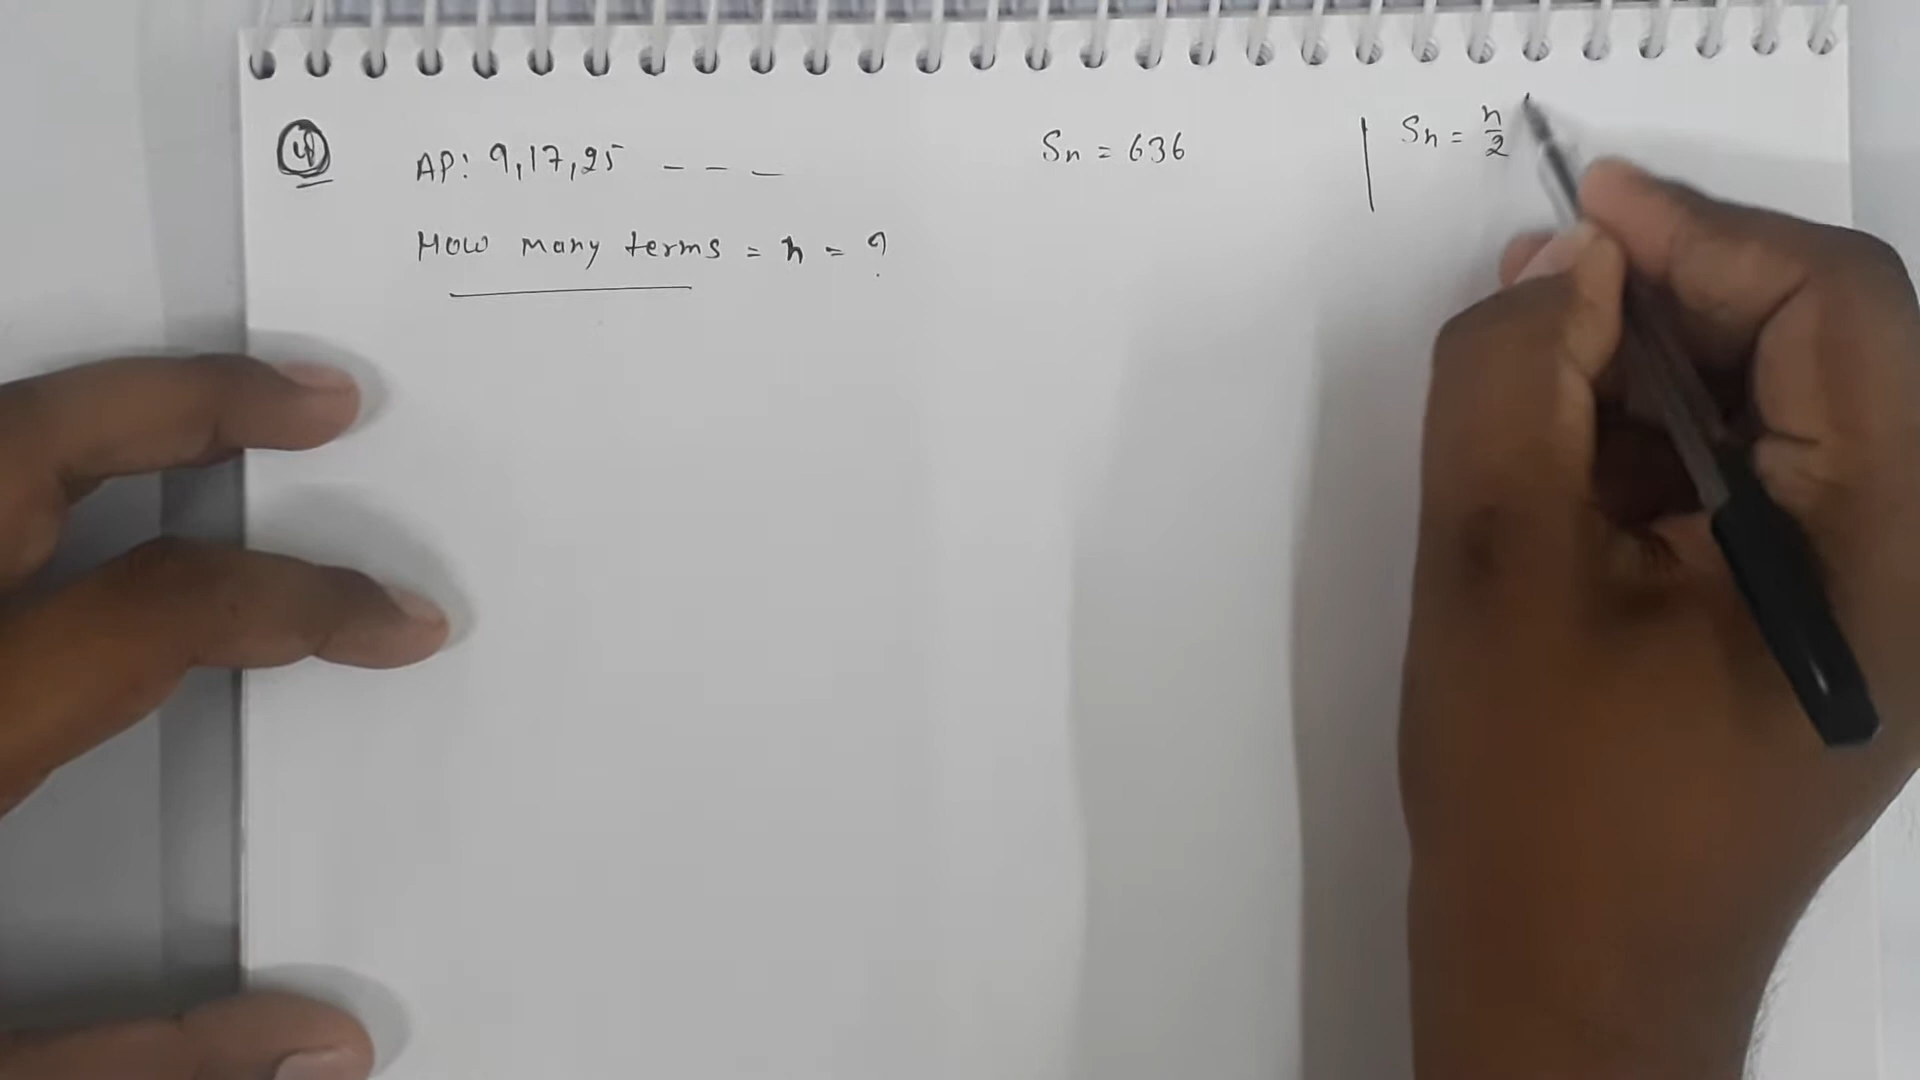 ④ AP: 9, 17, 25 - - -
Sn = 636
Sn = n/2
How many terms = n = ?